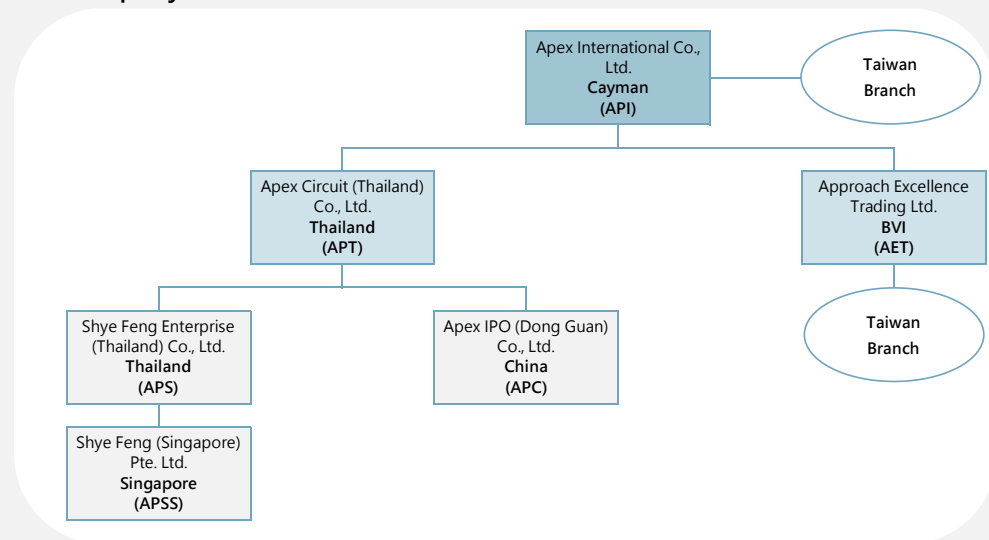 Apex International Co.,
Ltd.
Cayman
(API)
Taiwan
Branch
Apex Circuit (Thailand)
Co., Ltd.
Thailand
(APT)
Approach Excellence
Trading Ltd.
BVI
(AET)
Shye Feng Enterprise
(Thailand) Co., Ltd.
Thailand
(APS)
Apex IPO (Dong Guan)
Co., Ltd.
China
(APC)
Taiwan
Branch
Shye Feng (Singapore)
Pte. Ltd.
Singapore
(APSS)